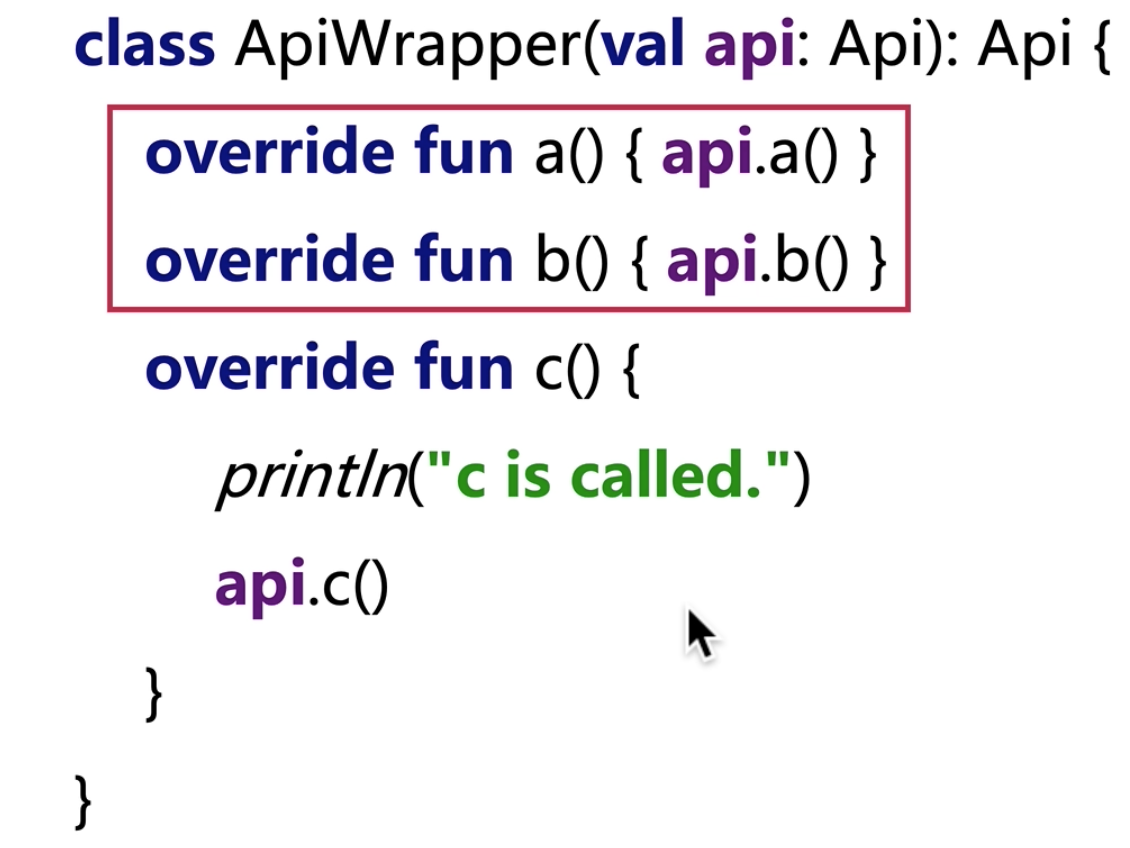 class ApiWrapper(val api: Api): Api {
override fun a() { api.a() }
override fun b() { api.b() }
override fun c() {
println("c is called.")
api.c()
}
}